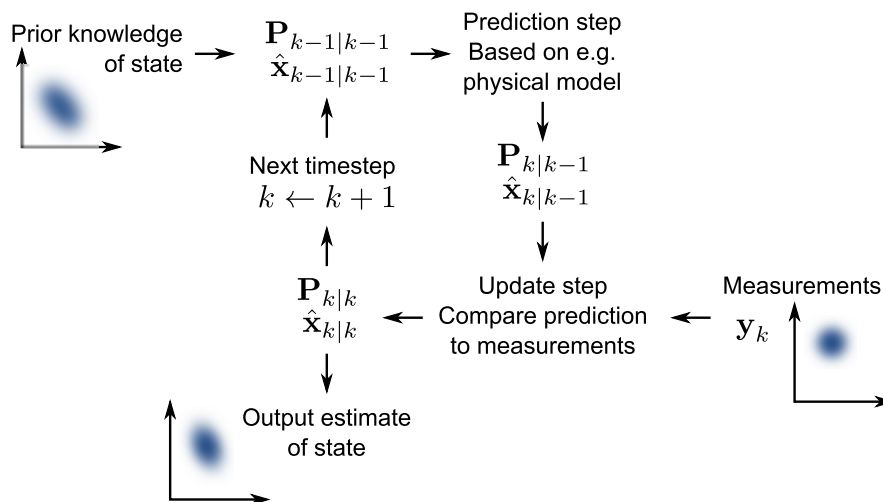 Prior knowledge
of state
P_{k-1|k-1}
x̂_{k-1|k-1}
Prediction step
Based on e.g.
physical model
P_{k|k-1}
x̂_{k|k-1}
Next timestep
k ← k + 1
P_{k|k}
x̂_{k|k}
Update step
Compare prediction
to measurements
Measurements
y_k
Output estimate
of state